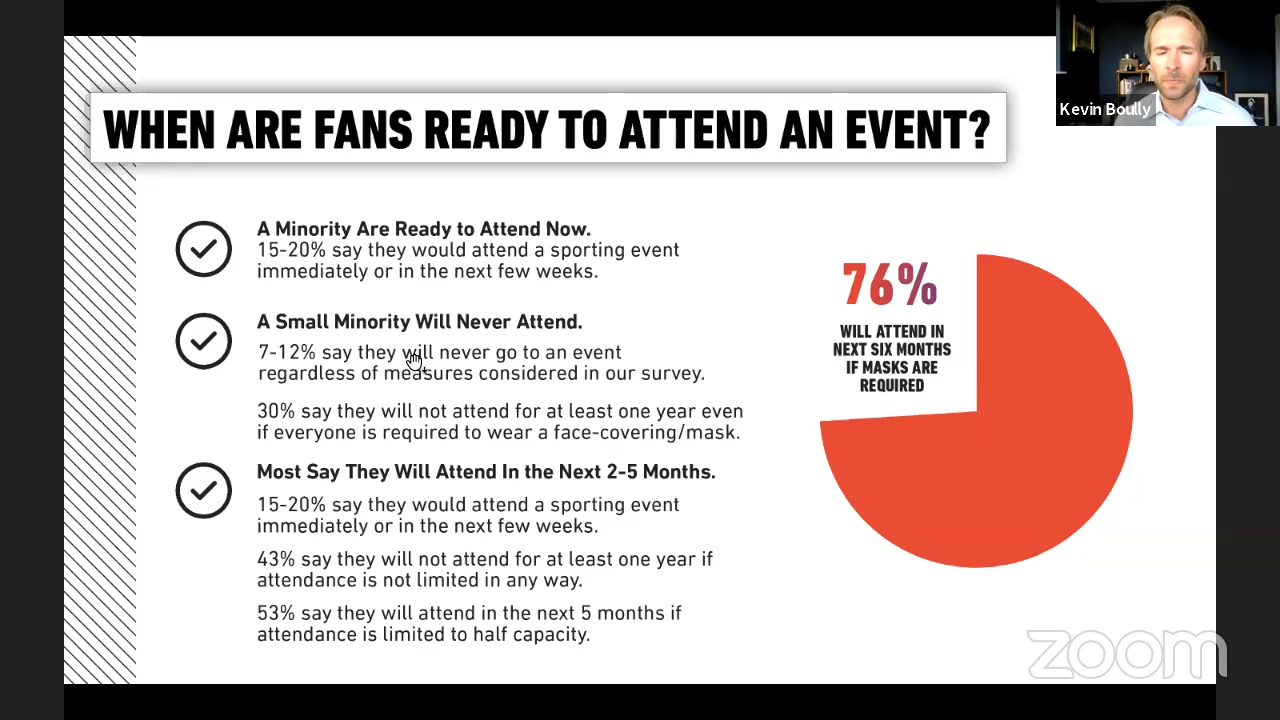 Kevin Boully
WHEN ARE FANS READY TO ATTEND AN EVENT?
A Minority Are Ready to Attend Now.
15-20% say they would attend a sporting event
immediately or in the next few weeks.
A Small Minority Will Never Attend.
7-12% say they will never go to an event
regardless of measures considered in our survey.
30% say they will not attend for at least one year even
if everyone is required to wear a face-covering/mask.
Most Say They Will Attend In the Next 2-5 Months.
15-20% say they would attend a sporting event
immediately or in the next few weeks.
43% say they will not attend for at least one year if
attendance is not limited in any way.
53% say they will attend in the next 5 months if
attendance is limited to half capacity.
76%
WILL ATTEND IN
NEXT SIX MONTHS
IF MASKS ARE
REQUIRED
zoom